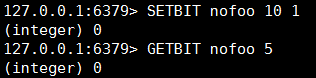 127.0.0.1:6379> SETBIT nofoo 10 1
(integer) 0
127.0.0.1:6379> GETBIT nofoo 5
(integer) 0